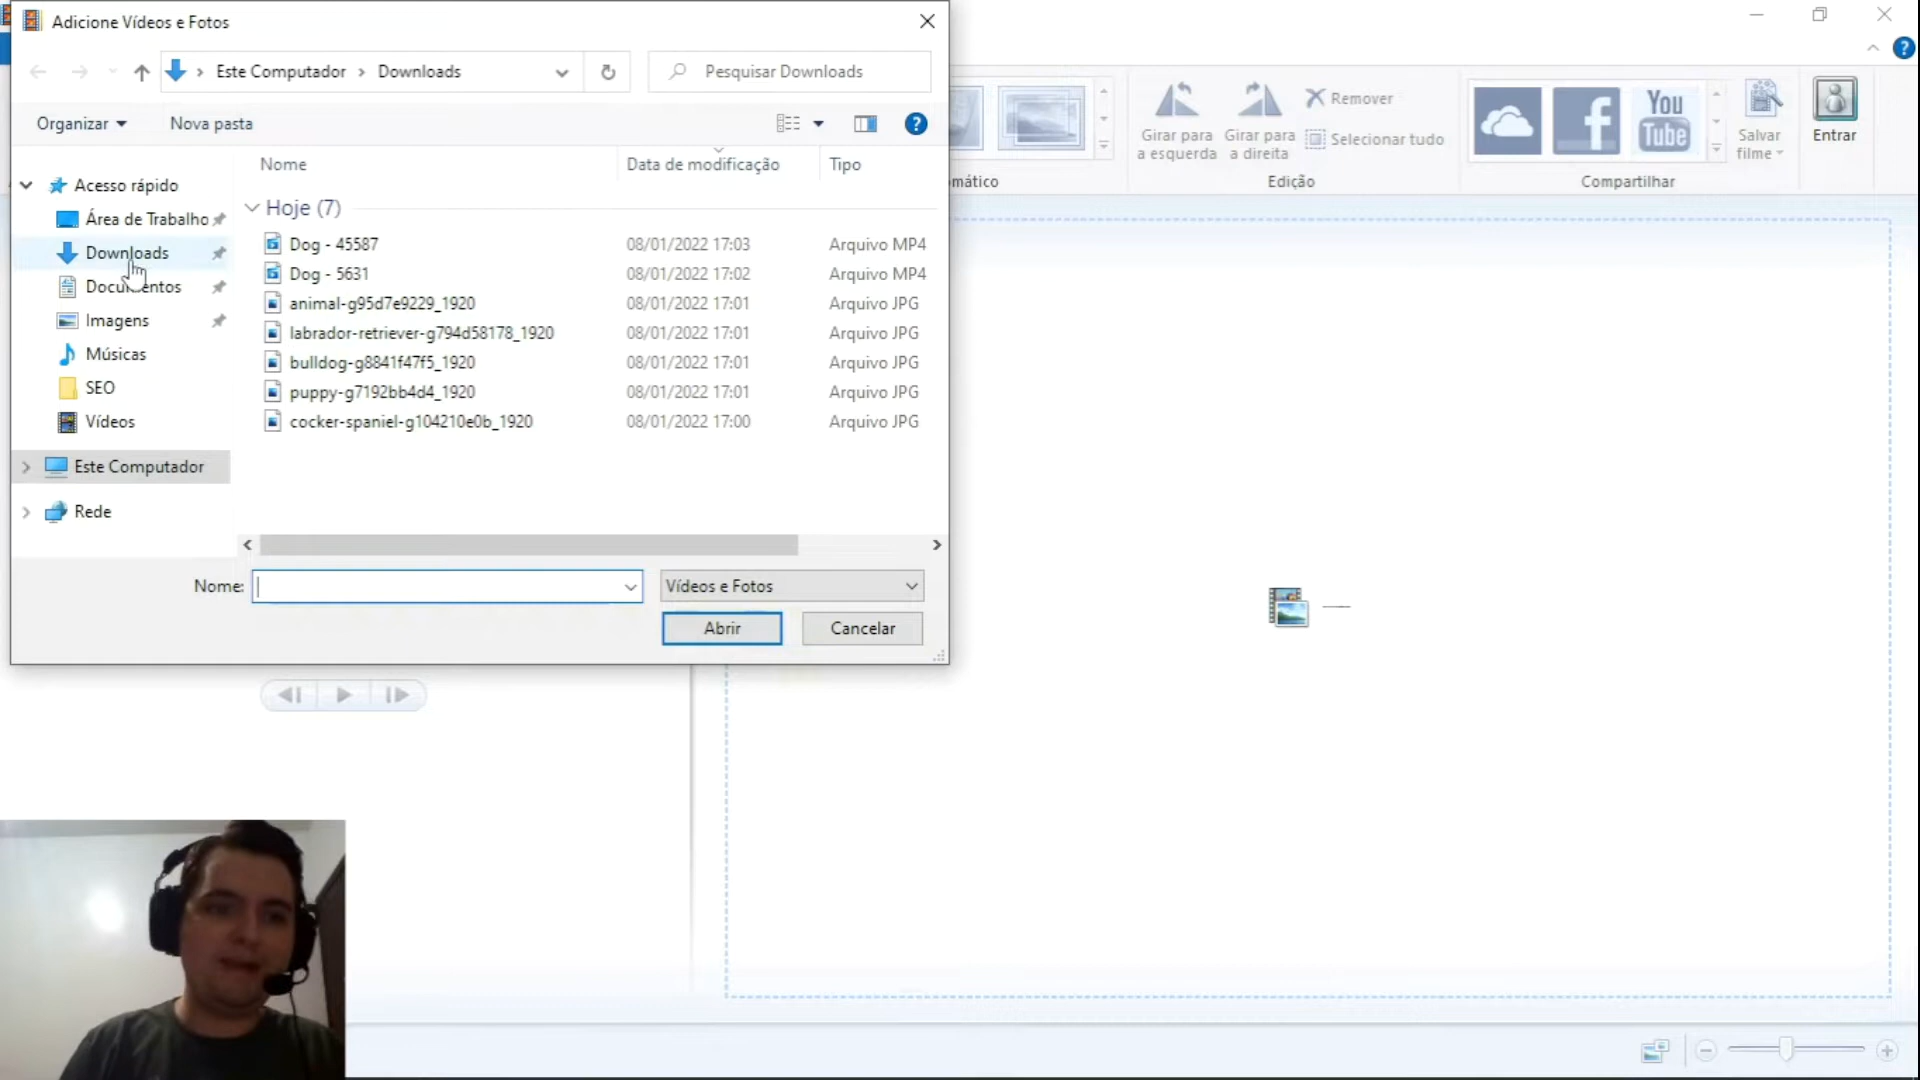 Adicione Vídeos e Fotos
Este Computador Downloads
Pesquisar Downloads
Organizar
Nova pasta
Nome Data de modificação Tipo
Acesso rápido
Área de Trabalho
Downloads
Documentos
Imagens
Músicas
SEO
Vídeos
Este Computador
Rede
Hoje (7)
Dog - 45587 08/01/2022 17:03 Arquivo MP4
Dog - 5631 08/01/2022 17:02 Arquivo MP4
animal-g95d7e9229_1920 08/01/2022 17:01 Arquivo JPG
labrador-retriever-g794d58178_1920 08/01/2022 17:01 Arquivo JPG
bulldog-g8841f47f5_1920 08/01/2022 17:01 Arquivo JPG
puppy-g7192bb4d4_1920 08/01/2022 17:01 Arquivo JPG
cocker-spaniel-g104210e0b_1920 08/01/2022 17:00 Arquivo JPG
Nome:
Vídeos e Fotos
Abrir
Cancelar
mático
Girar para
a esquerda
Girar para
a direita
Remover
Selecionar tudo
Edição
f
You
Tube
Compartilhar
Salvar
filme
Entrar